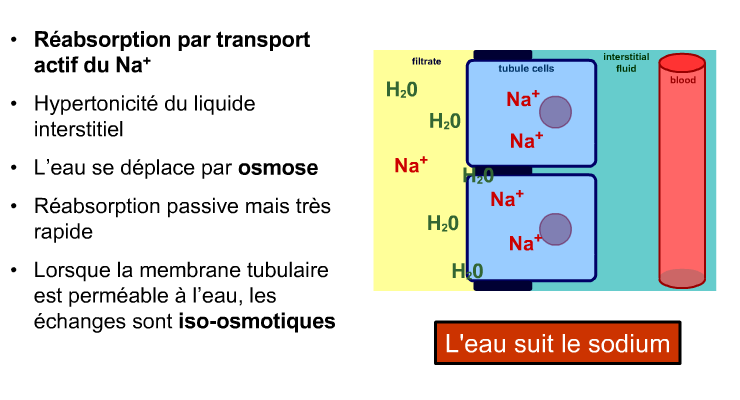 • Réabsorption par transport
actif du Na⁺
• Hypertonicité du liquide
interstitiel
• L’eau se déplace par osmose
• Réabsorption passive mais très
rapide
• Lorsque la membrane tubulaire
est perméable à l’eau, les
échanges sont iso-osmotiques
filtrate
tubule cells
interstitial
fluid
blood
H₂0
Na⁺
H₂0
Na⁺
Na⁺
H₂0
Na⁺
H₂0
Na⁺
H₂0
L'eau suit le sodium